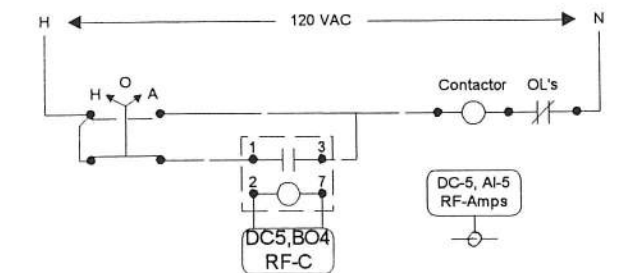 H 120 VAC N
O
H A
Contactor OL's
1 3
2 7
DC5,BO4
RF-C
DC-5, AI-5
RF-Amps